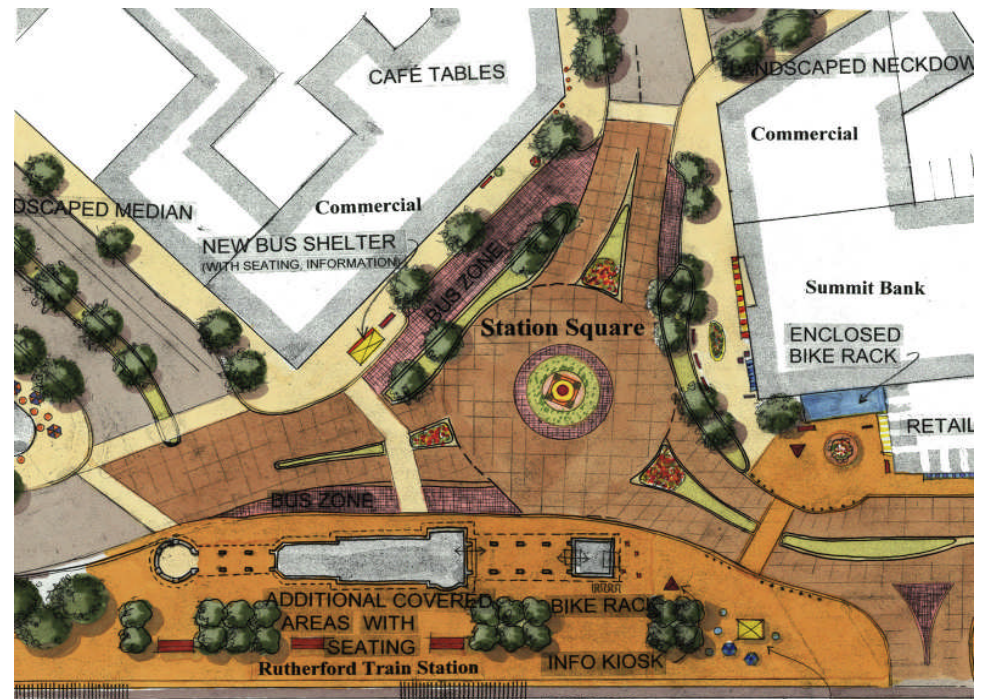 CAFÉ TABLES
LANDSCAPED NECKDOW
Commercial
DSCAPED MEDIAN
Commercial
NEW BUS SHELTER
(WITH SEATING, INFORMATION)
BUS ZONE
Station Square
Summit Bank
ENCLOSED
BIKE RACK
RETAIL
BUS ZONE
ADDITIONAL COVERED
AREAS WITH
SEATING
BIKE RACK
Rutherford Train Station
INFO KIOSK